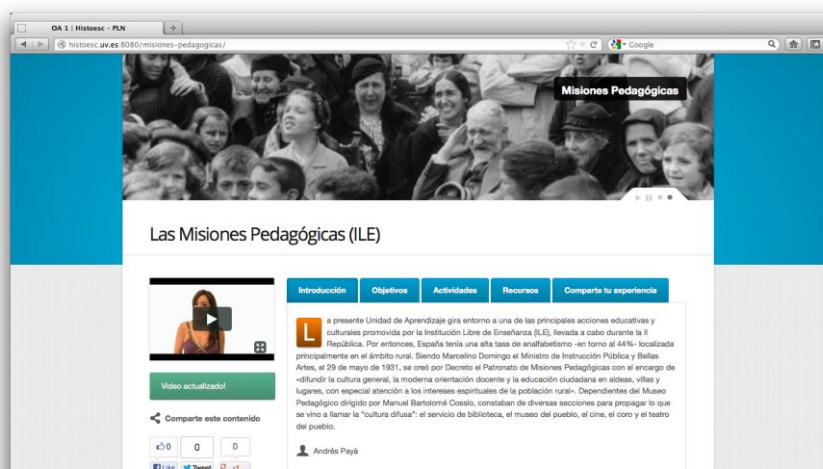 OA 1 | Histoesc - PLN
histoesc.uv.es:8080/misiones-pedagogicas/
Google
Misiones Pedagógicas
Las Misiones Pedagógicas (ILE)
Introducción Objetivos Actividades Recursos Comparte tu experiencia
La presente Unidad de Aprendizaje gira entorno a una de las principales acciones educativas y
culturales promovida por la Institución Libre de Enseñanza (ILE), llevada a cabo durante la II
República. Por entonces, España tenía una alta tasa de analfabetismo -en torno al 44%- localizada
principalmente en el ámbito rural. Siendo Marcelino Domingo el Ministro de Instrucción Pública y Bellas
Artes, el 29 de mayo de 1931, se creó por Decreto el Patronato de Misiones Pedagógicas con el encargo de
«difundir la cultura general, la moderna orientación docente y la educación ciudadana en aldeas, villas y
lugares, con especial atención a los intereses espirituales de la población rural». Dependientes del Museo
Pedagógico dirigido por Manuel Bartolomé Cossío, constaban de diversas secciones para propagar lo que
se vino a llamar la “cultura difusa”: el servicio de biblioteca, el museo del pueblo, el cine, el coro y el teatro
del pueblo.
Andrés Payà
Video actualizado!
Comparte este contenido
0 0 0
Like Tweet +1